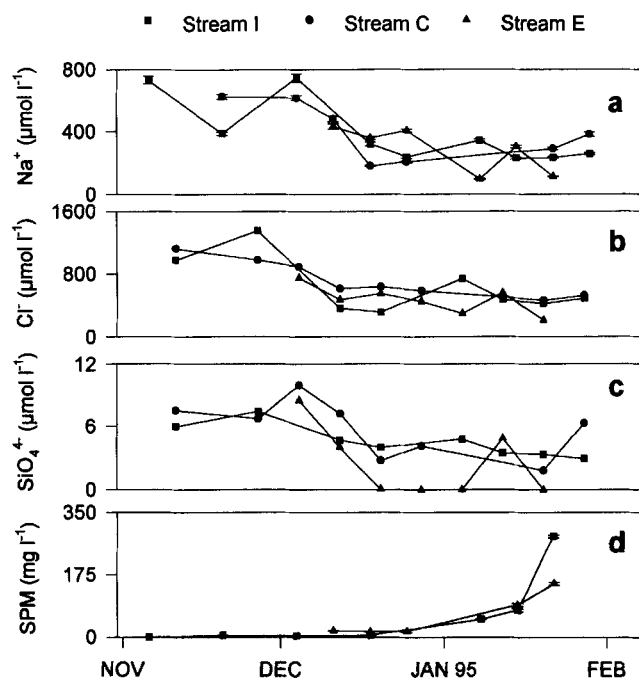 Stream I Stream C Stream E
800
400
0
Na⁺ (µmol l⁻¹)
a
1600
800
0
Cl⁻ (µmol l⁻¹)
b
12
6
0
SiO₄⁴⁻ (µmol l⁻¹)
c
350
175
0
SPM (mg l⁻¹)
d
NOV DEC JAN 95 FEB